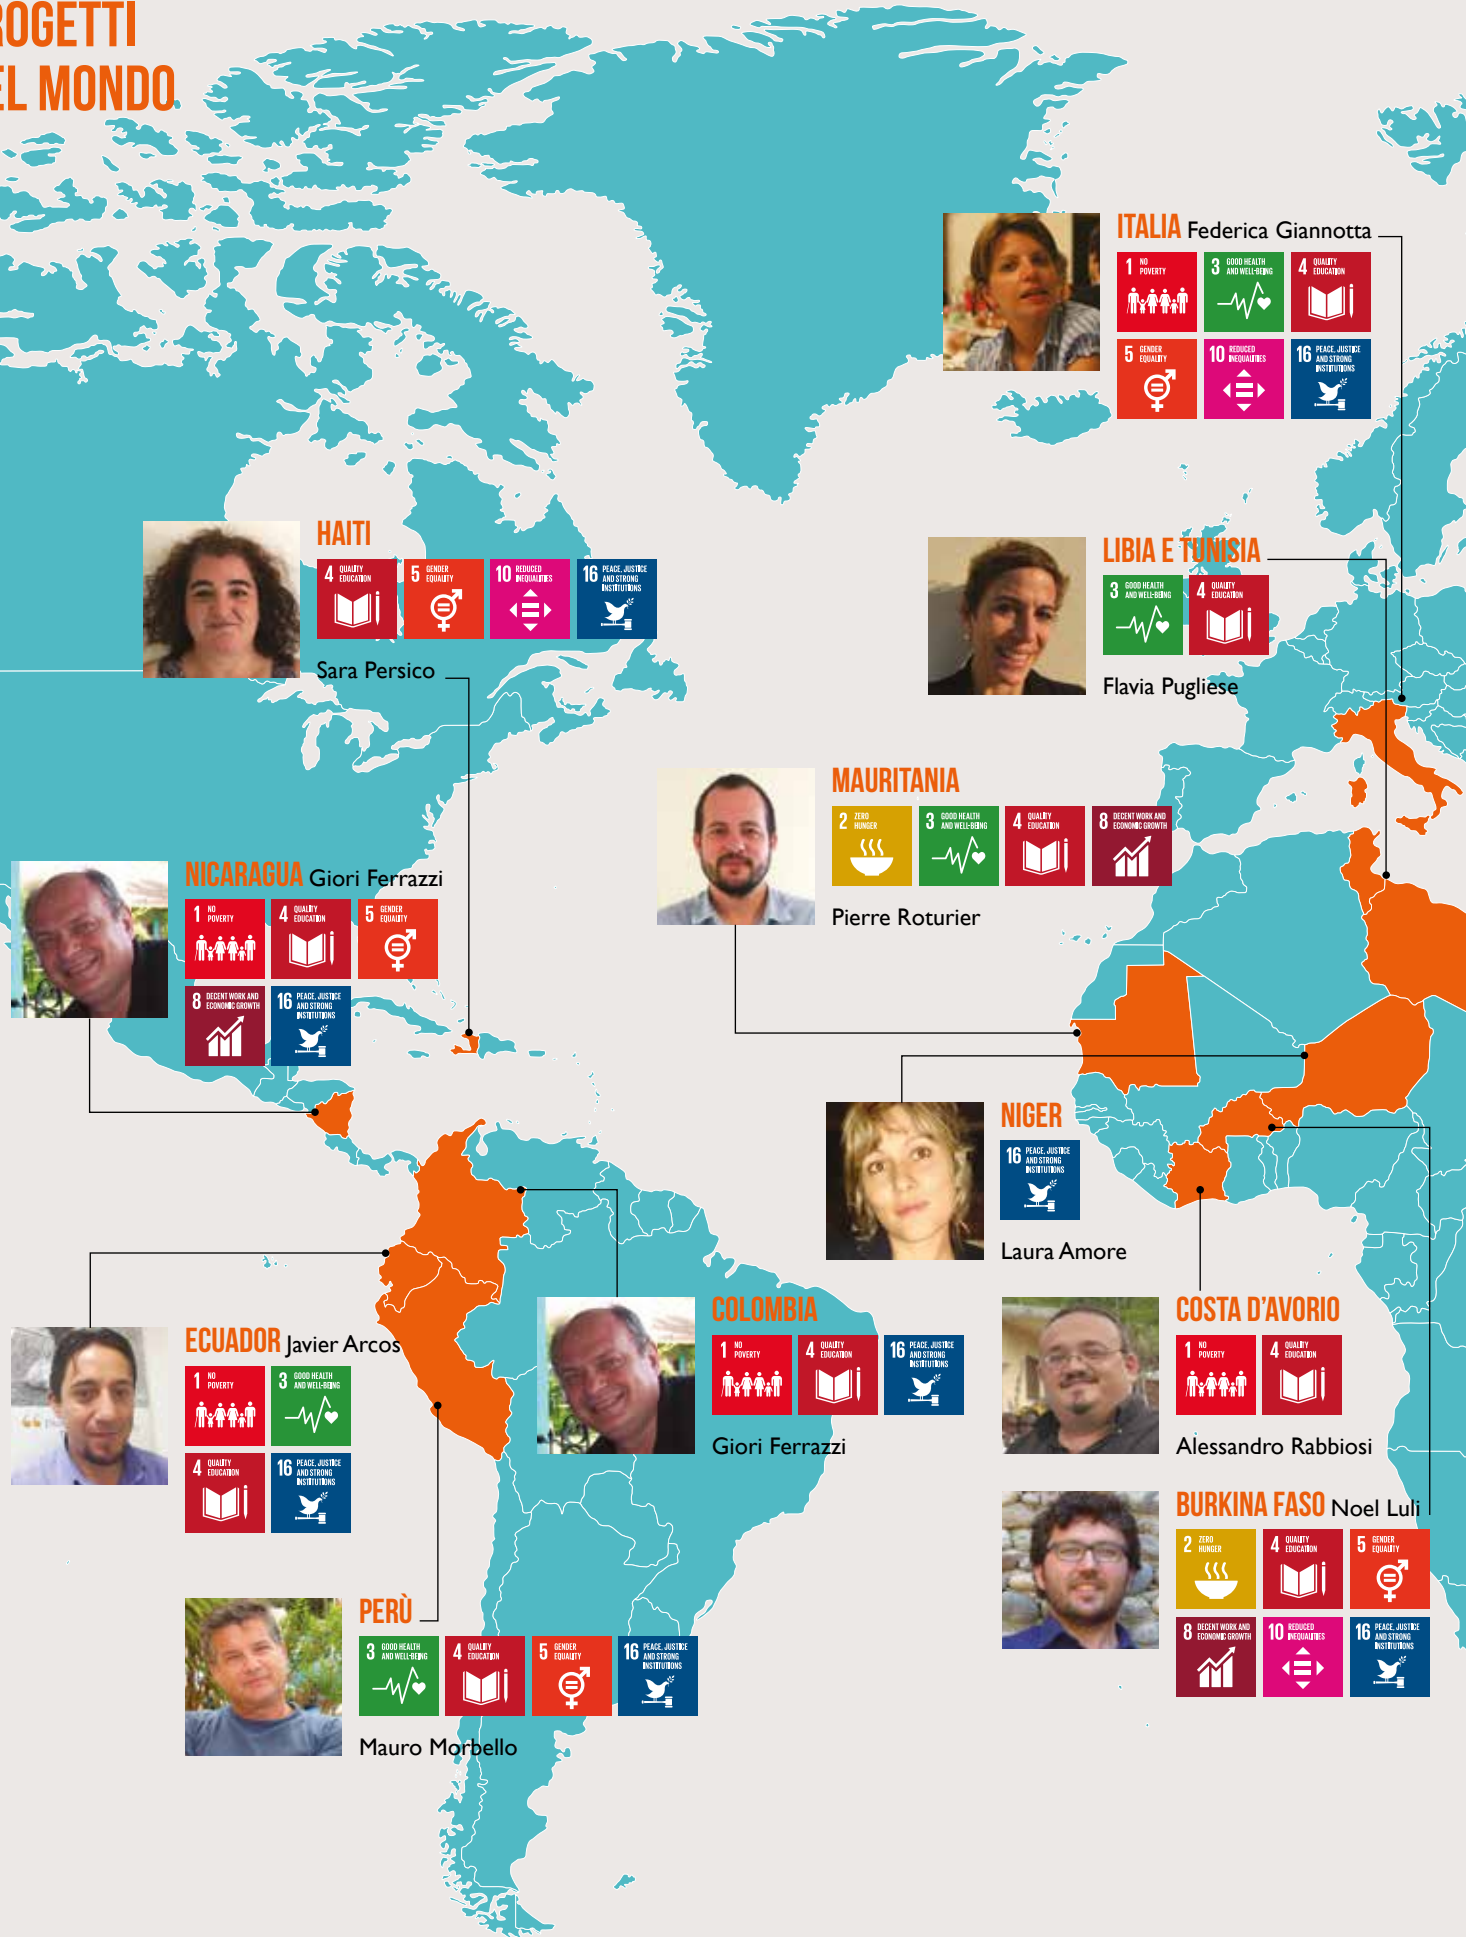 ROGETTI
EL MONDO
ITALIA Federica Giannotta
1 NO
POVERTY
3 GOOD HEALTH
AND WELL-BEING
4 QUALITY
EDUCATION
5 GENDER
EQUALITY
10 REDUCED
INEQUALITIES
16 PEACE, JUSTICE
AND STRONG
INSTITUTIONS
HAITI
4 QUALITY
EDUCATION
5 GENDER
EQUALITY
10 REDUCED
INEQUALITIES
16 PEACE, JUSTICE
AND STRONG
INSTITUTIONS
Sara Persico
LIBIA E TUNISIA
3 GOOD HEALTH
AND WELL-BEING
4 QUALITY
EDUCATION
Flavia Pugliese
MAURITANIA
2 ZERO
HUNGER
3 GOOD HEALTH
AND WELL-BEING
4 QUALITY
EDUCATION
8 DECENT WORK AND
ECONOMIC GROWTH
Pierre Roturier
NICARAGUA Giori Ferrazzi
1 NO
POVERTY
4 QUALITY
EDUCATION
5 GENDER
EQUALITY
8 DECENT WORK AND
ECONOMIC GROWTH
16 PEACE, JUSTICE
AND STRONG
INSTITUTIONS
NIGER
16 PEACE, JUSTICE
AND STRONG
INSTITUTIONS
Laura Amore
ECUADOR Javier Arcos
1 NO
POVERTY
3 GOOD HEALTH
AND WELL-BEING
4 QUALITY
EDUCATION
16 PEACE, JUSTICE
AND STRONG
INSTITUTIONS
COLOMBIA
1 NO
POVERTY
4 QUALITY
EDUCATION
16 PEACE, JUSTICE
AND STRONG
INSTITUTIONS
Giori Ferrazzi
COSTA D'AVORIO
1 NO
POVERTY
4 QUALITY
EDUCATION
Alessandro Rabbiosi
BURKINA FASO Noel Luli
2 ZERO
HUNGER
4 QUALITY
EDUCATION
5 GENDER
EQUALITY
8 DECENT WORK AND
ECONOMIC GROWTH
10 REDUCED
INEQUALITIES
16 PEACE, JUSTICE
AND STRONG
INSTITUTIONS
PERÙ
3 GOOD HEALTH
AND WELL-BEING
4 QUALITY
EDUCATION
5 GENDER
EQUALITY
16 PEACE, JUSTICE
AND STRONG
INSTITUTIONS
Mauro Morbello